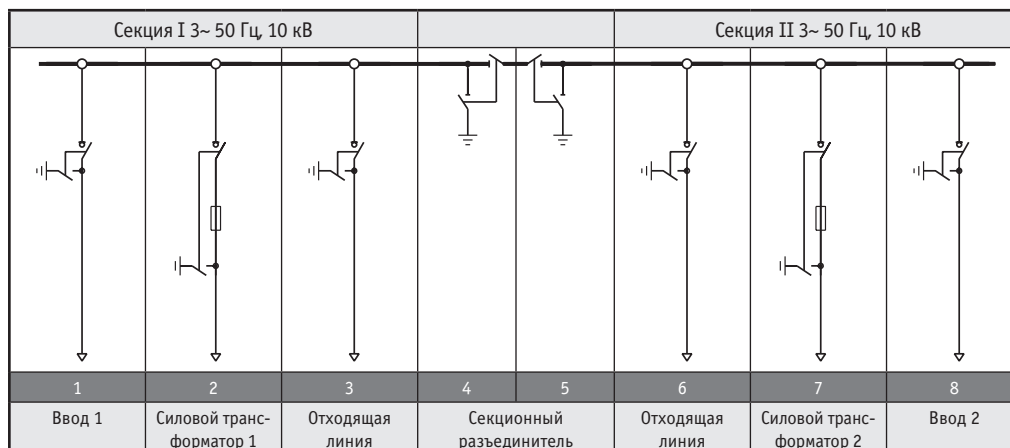 Секция I 3~ 50 Гц, 10 кВ
Секция II 3~ 50 Гц, 10 кВ
1 2 3 4 5 6 7 8
Ввод 1 Силовой транс- Отходящая Секционный Отходящая Силовой транс- Ввод 2
форматор 1 линия разъединитель линия форматор 2